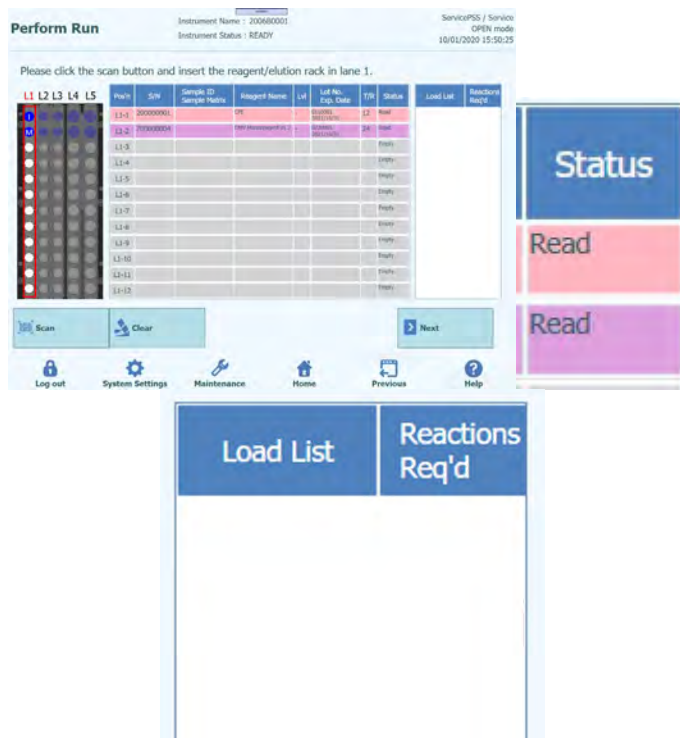 Perform Run
Instrument Name : 200680001
Instrument Status : READY
ServicePSS / Service
OPEN mode
10/01/2020 15:50:25
Please click the scan button and insert the reagent/elution rack in lane 1.
L1 L2 L3 L4 L5
Pos'n S/N Sample ID Sample Matrix Reagent Name Lvl Lot No. Exp. Date T/R Status
L1-1 200000001 12 Read
L1-2 24 Read
L1-3 Empty
L1-4 Empty
L1-5 Empty
L1-6 Empty
L1-7 Empty
L1-8 Empty
L1-9 Empty
L1-10 Empty
L1-11 Empty
L1-12 Empty
Load List Reactions Req'd
Scan
Clear
Next
Log out
System Settings
Maintenance
Home
Previous
Help
Status
Read
Read
Load List
Reactions
Req'd